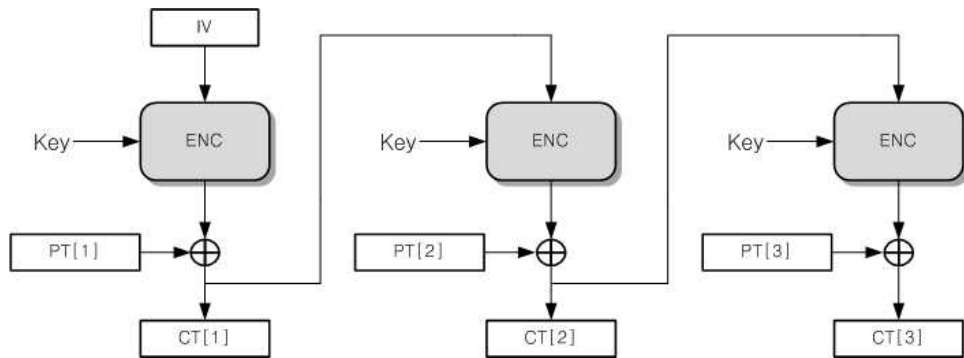 IV
Key
ENC
Key
ENC
Key
ENC
PT[1]
PT[2]
PT[3]
CT[1]
CT[2]
CT[3]